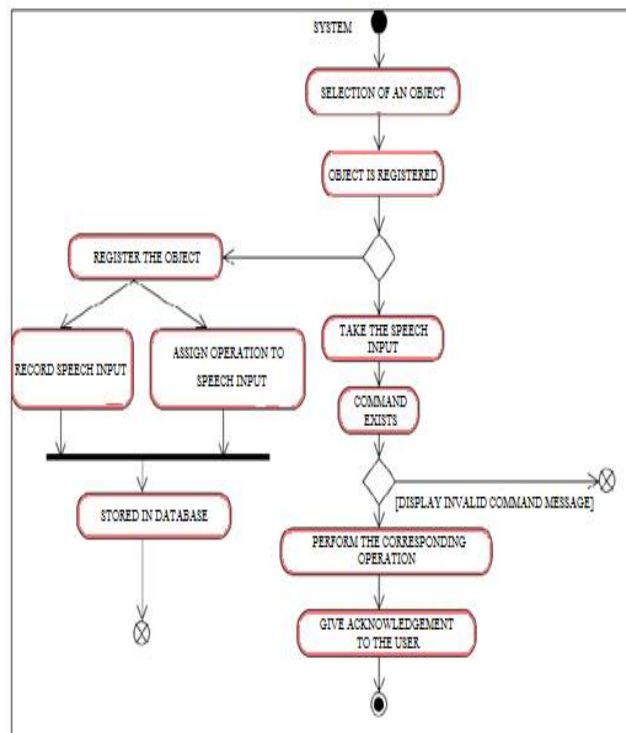 SYSTEM
SELECTION OF AN OBJECT
OBJECT IS REGISTERED
REGISTER THE OBJECT
TAKE THE SPEECH
INPUT
RECORD SPEECH INPUT
ASSIGN OPERATION TO
SPEECH INPUT
COMMAND
EXISTS
[DISPLAY INVALID COMMAND MESSAGE]
STORED IN DATABASE
PERFORM THE CORRESPONDING
OPERATION
GIVE ACKNOWLEDGEMENT
TO THE USER